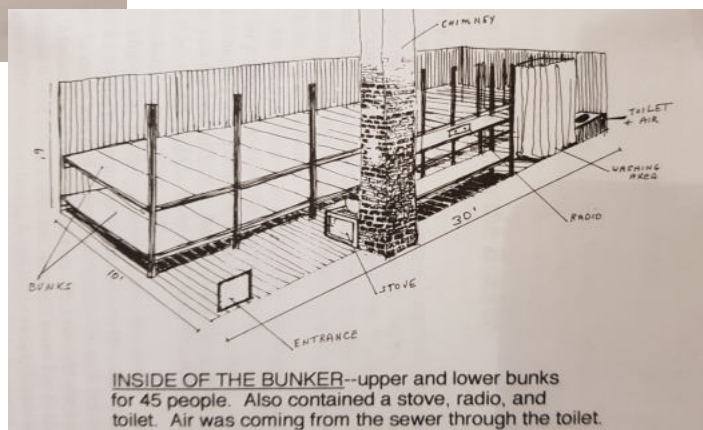 CHIMNEY
TOILET
+ AIR
WASHING
AREA
RADIO
30'
6'
10'
BUNKS
STOVE
ENTRANCE
INSIDE OF THE BUNKER--upper and lower bunks
for 45 people. Also contained a stove, radio, and
toilet. Air was coming from the sewer through the toilet.